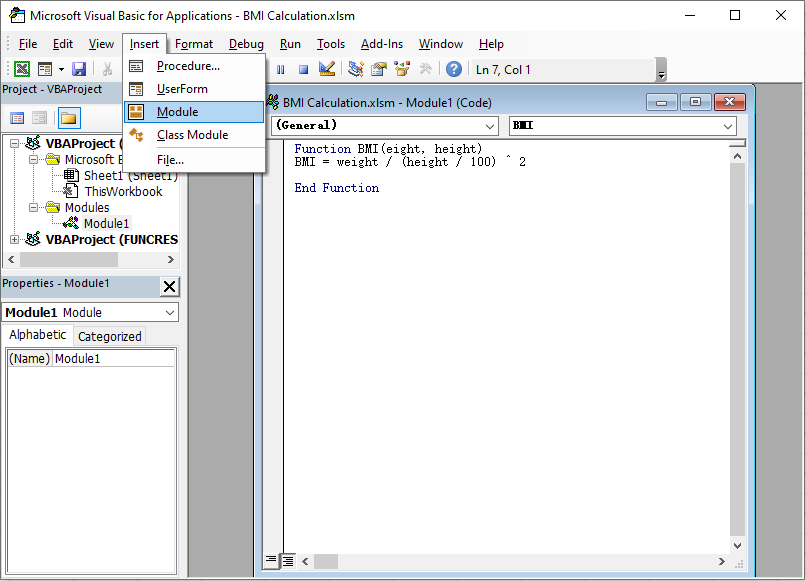 Microsoft Visual Basic for Applications - BMI Calculation.xlsm
File Edit View Insert Format Debug Run Tools Add-Ins Window Help
Ln 7, Col 1
Procedure...
UserForm
Module
Class Module
File...
Project - VBAProject
VBAProject (
Microsoft E
Sheet1 (Sheet1)
ThisWorkbook
Modules
Module1
VBAProject (FUNCRES
Properties - Module1
Module1 Module
Alphabetic Categorized
(Name) Module1
BMI Calculation.xlsm - Module1 (Code)
(General) BMI
Function BMI(eight, height)
BMI = weight / (height / 100) ^ 2
End Function